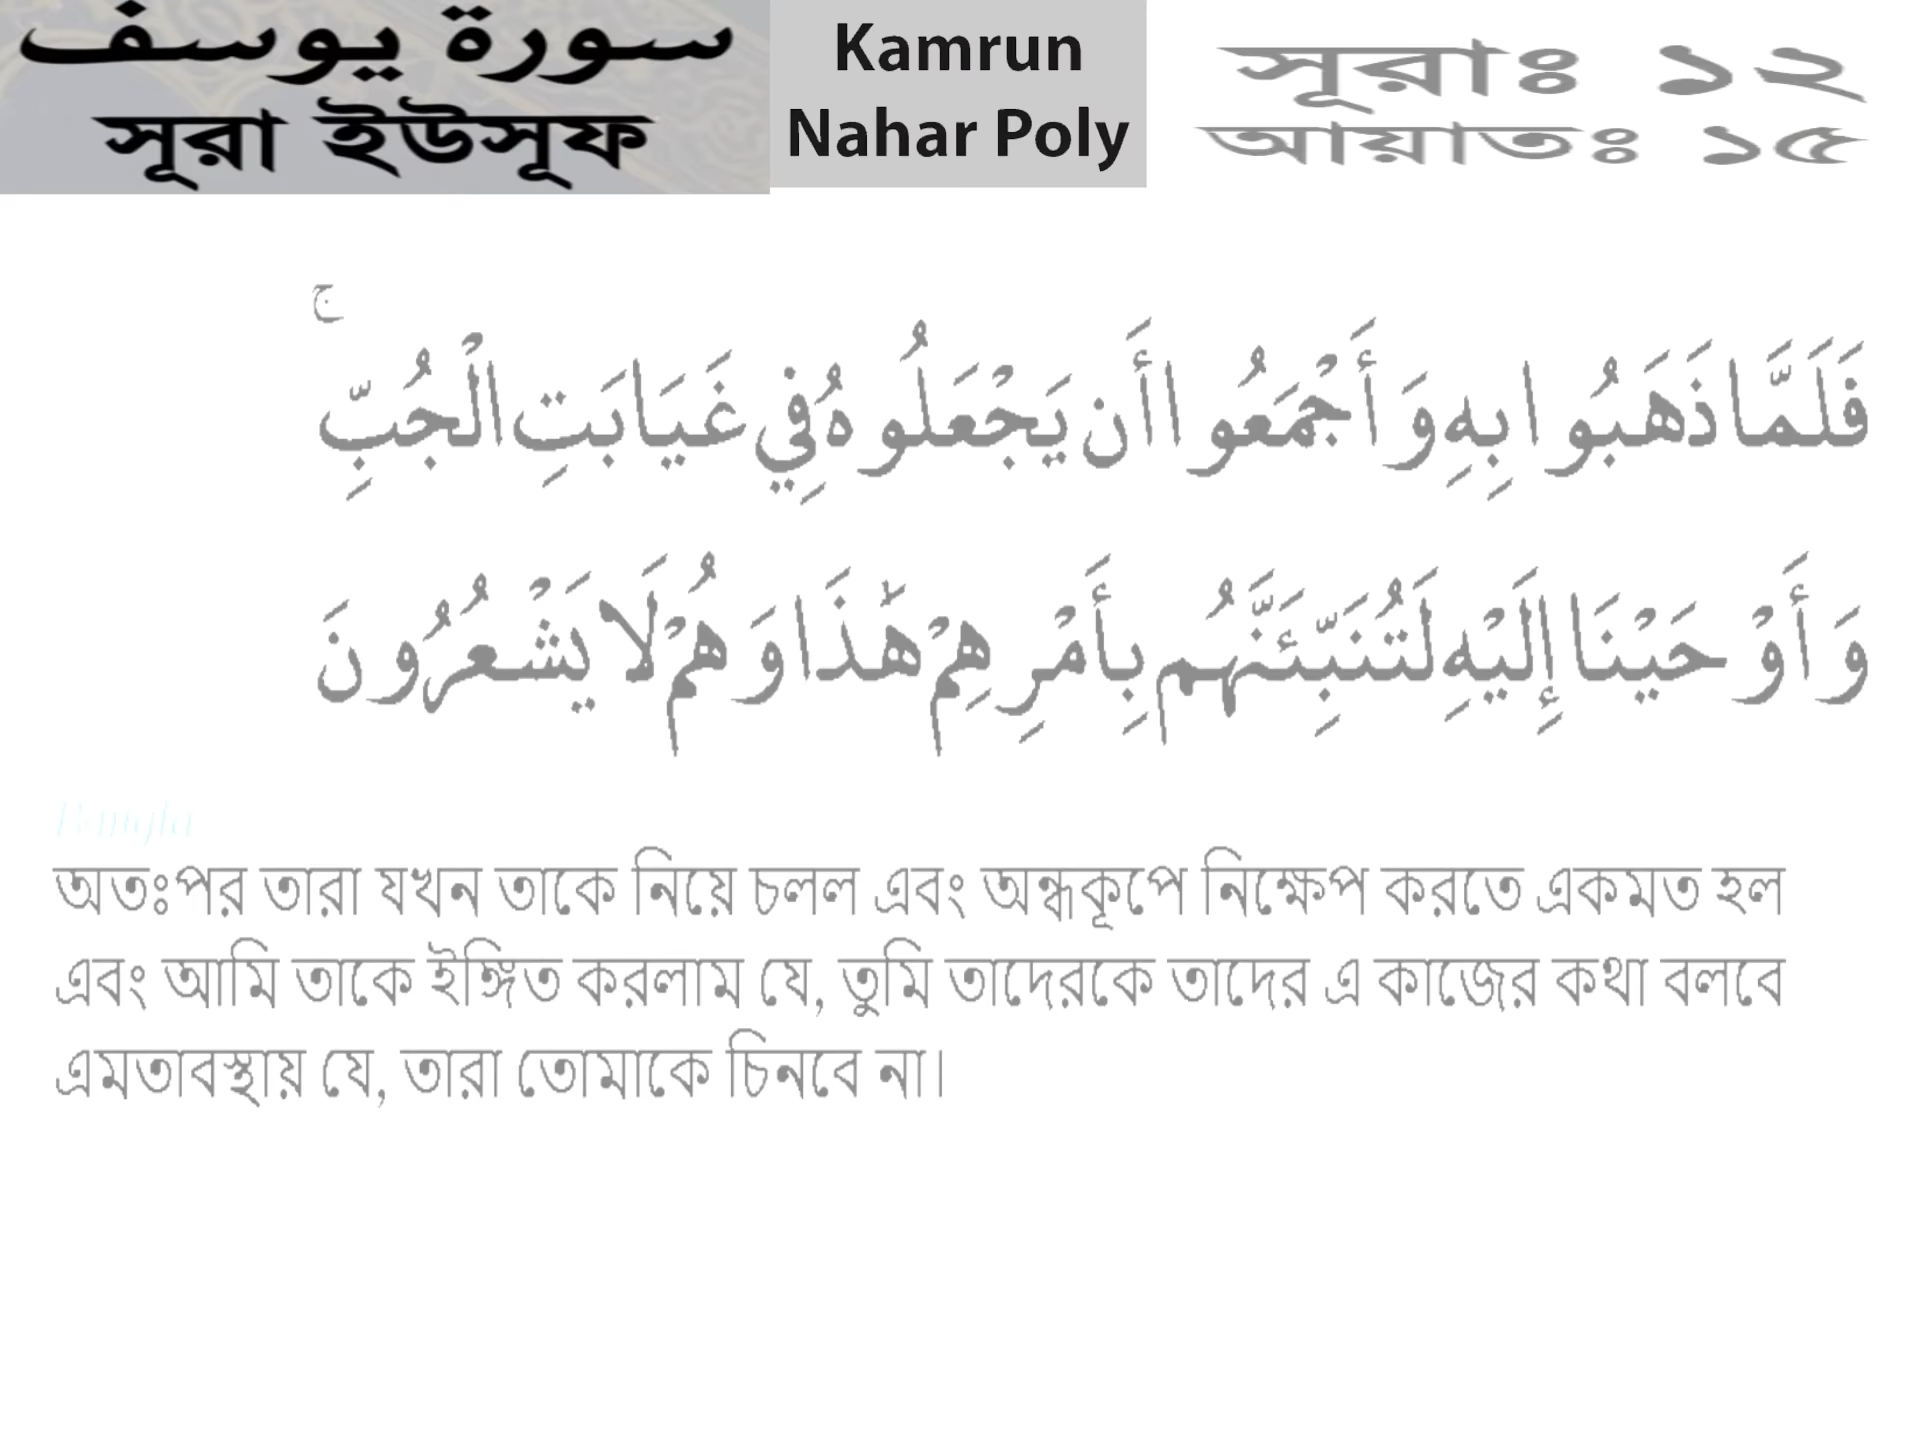 سورة يوسف
সূরা ইউসূফ
Kamrun
Nahar Poly
সূরাঃ ১২
আয়াতঃ ১৫
ج
فَلَمَّا ذَهَبُوا بِهِ وَأَجْمَعُوا أَن يَجْعَلُوهُ فِي غَيَابَتِ الْجُبِّ
وَأَوْحَيْنَا إِلَيْهِ لَتُنَبِّئَنَّهُم بِأَمْرِهِمْ هَٰذَا وَهُمْ لَا يَشْعُرُونَ
Bangla
অতঃপর তারা যখন তাকে নিয়ে চলল এবং অন্ধকূপে নিক্ষেপ করতে একমত হল
এবং আমি তাকে ইঙ্গিত করলাম যে, তুমি তাদেরকে তাদের এ কাজের কথা বলবে
এমতাবস্থায় যে, তারা তোমাকে চিনবে না।